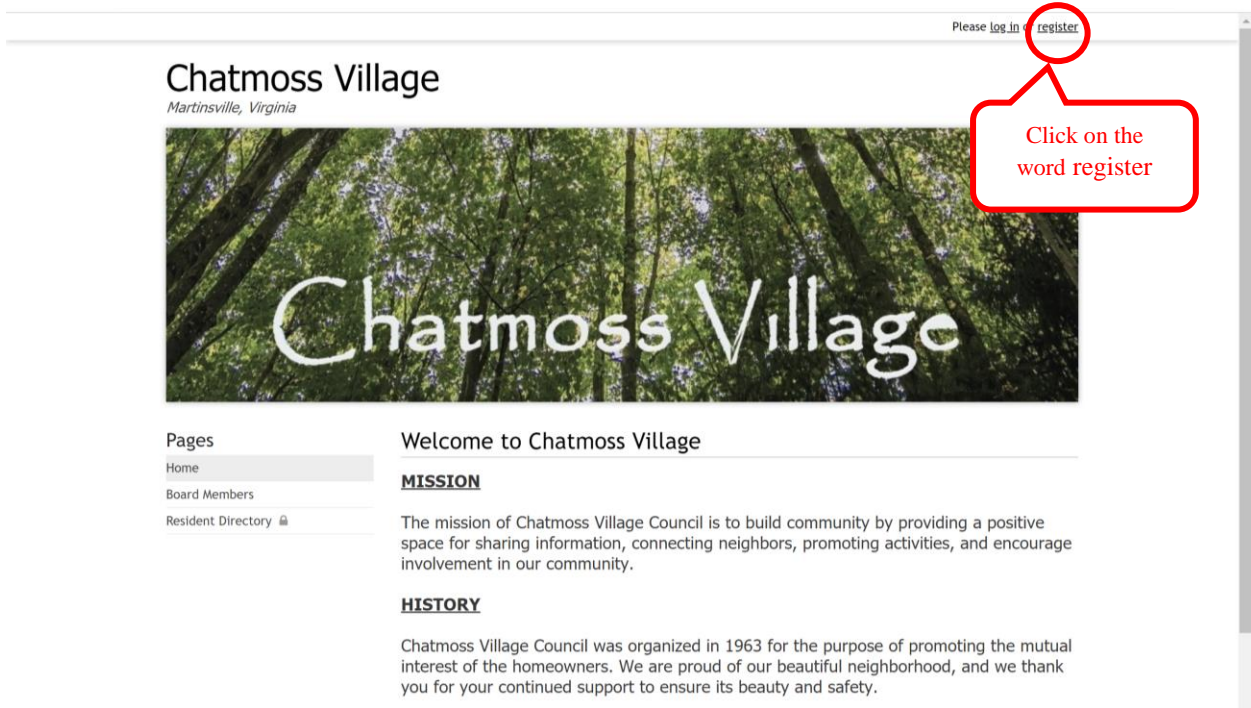 Please log in or register
Chatmoss Village
Martinsville, Virginia
Click on the
word register
Chatmoss Village
Pages
Home
Board Members
Resident Directory
Welcome to Chatmoss Village
MISSION
The mission of Chatmoss Village Council is to build community by providing a positive
space for sharing information, connecting neighbors, promoting activities, and encourage
involvement in our community.
HISTORY
Chatmoss Village Council was organized in 1963 for the purpose of promoting the mutual
interest of the homeowners. We are proud of our beautiful neighborhood, and we thank
you for your continued support to ensure its beauty and safety.